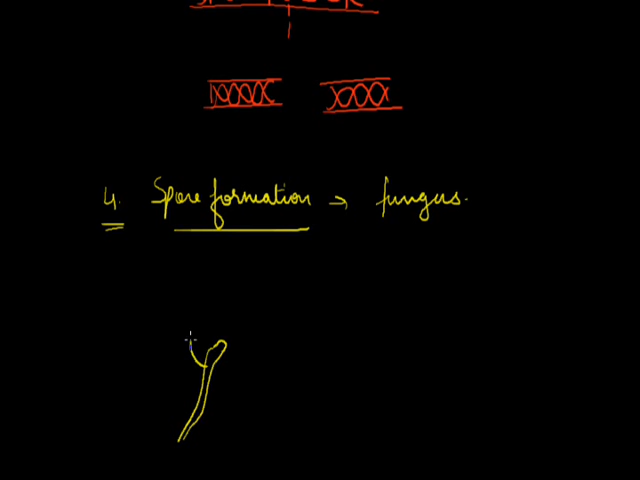 4. Spore formation → fungus.